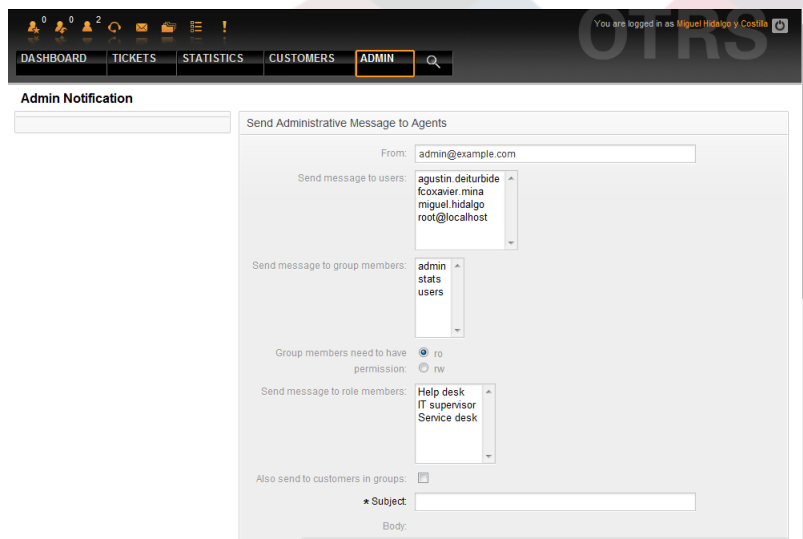 0 0 2 ! You are logged in as Miguel Hidalgo y Costilla
OTRS
DASHBOARD TICKETS STATISTICS CUSTOMERS ADMIN
Admin Notification
Send Administrative Message to Agents
From: admin@example.com
Send message to users: agustin.deiturbide
fcoxavier.mina
miguel.hidalgo
root@localhost
Send message to group members: admin
stats
users
Group members need to have ro
permission: rw
Send message to role members: Help desk
IT supervisor
Service desk
Also send to customers in groups:
* Subject:
Body: